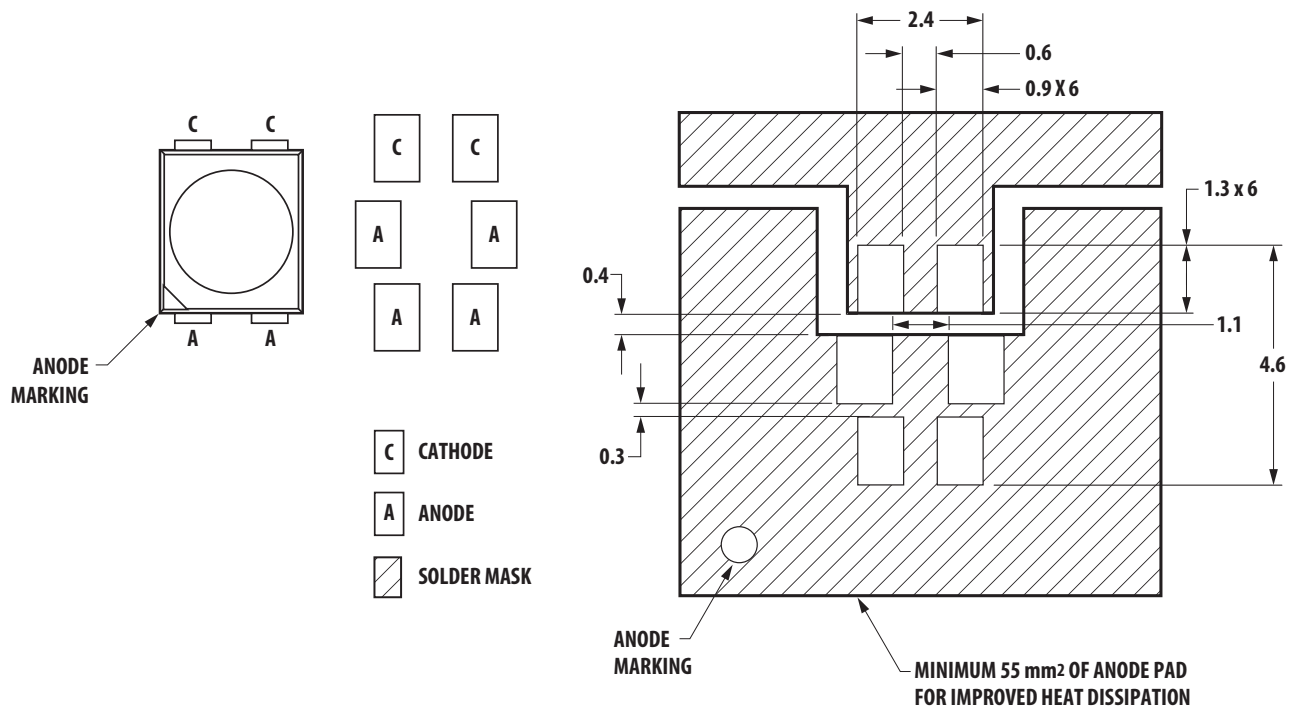 2.4
0.6
0.9 X 6
C
C
C
C
1.3 x 6
A
A
0.4
1.1
A
A
A
A
4.6
ANODE
MARKING
0.3
C
CATHODE
A
ANODE
SOLDER MASK
ANODE
MARKING
MINIMUM 55 mm2 OF ANODE PAD
FOR IMPROVED HEAT DISSIPATION